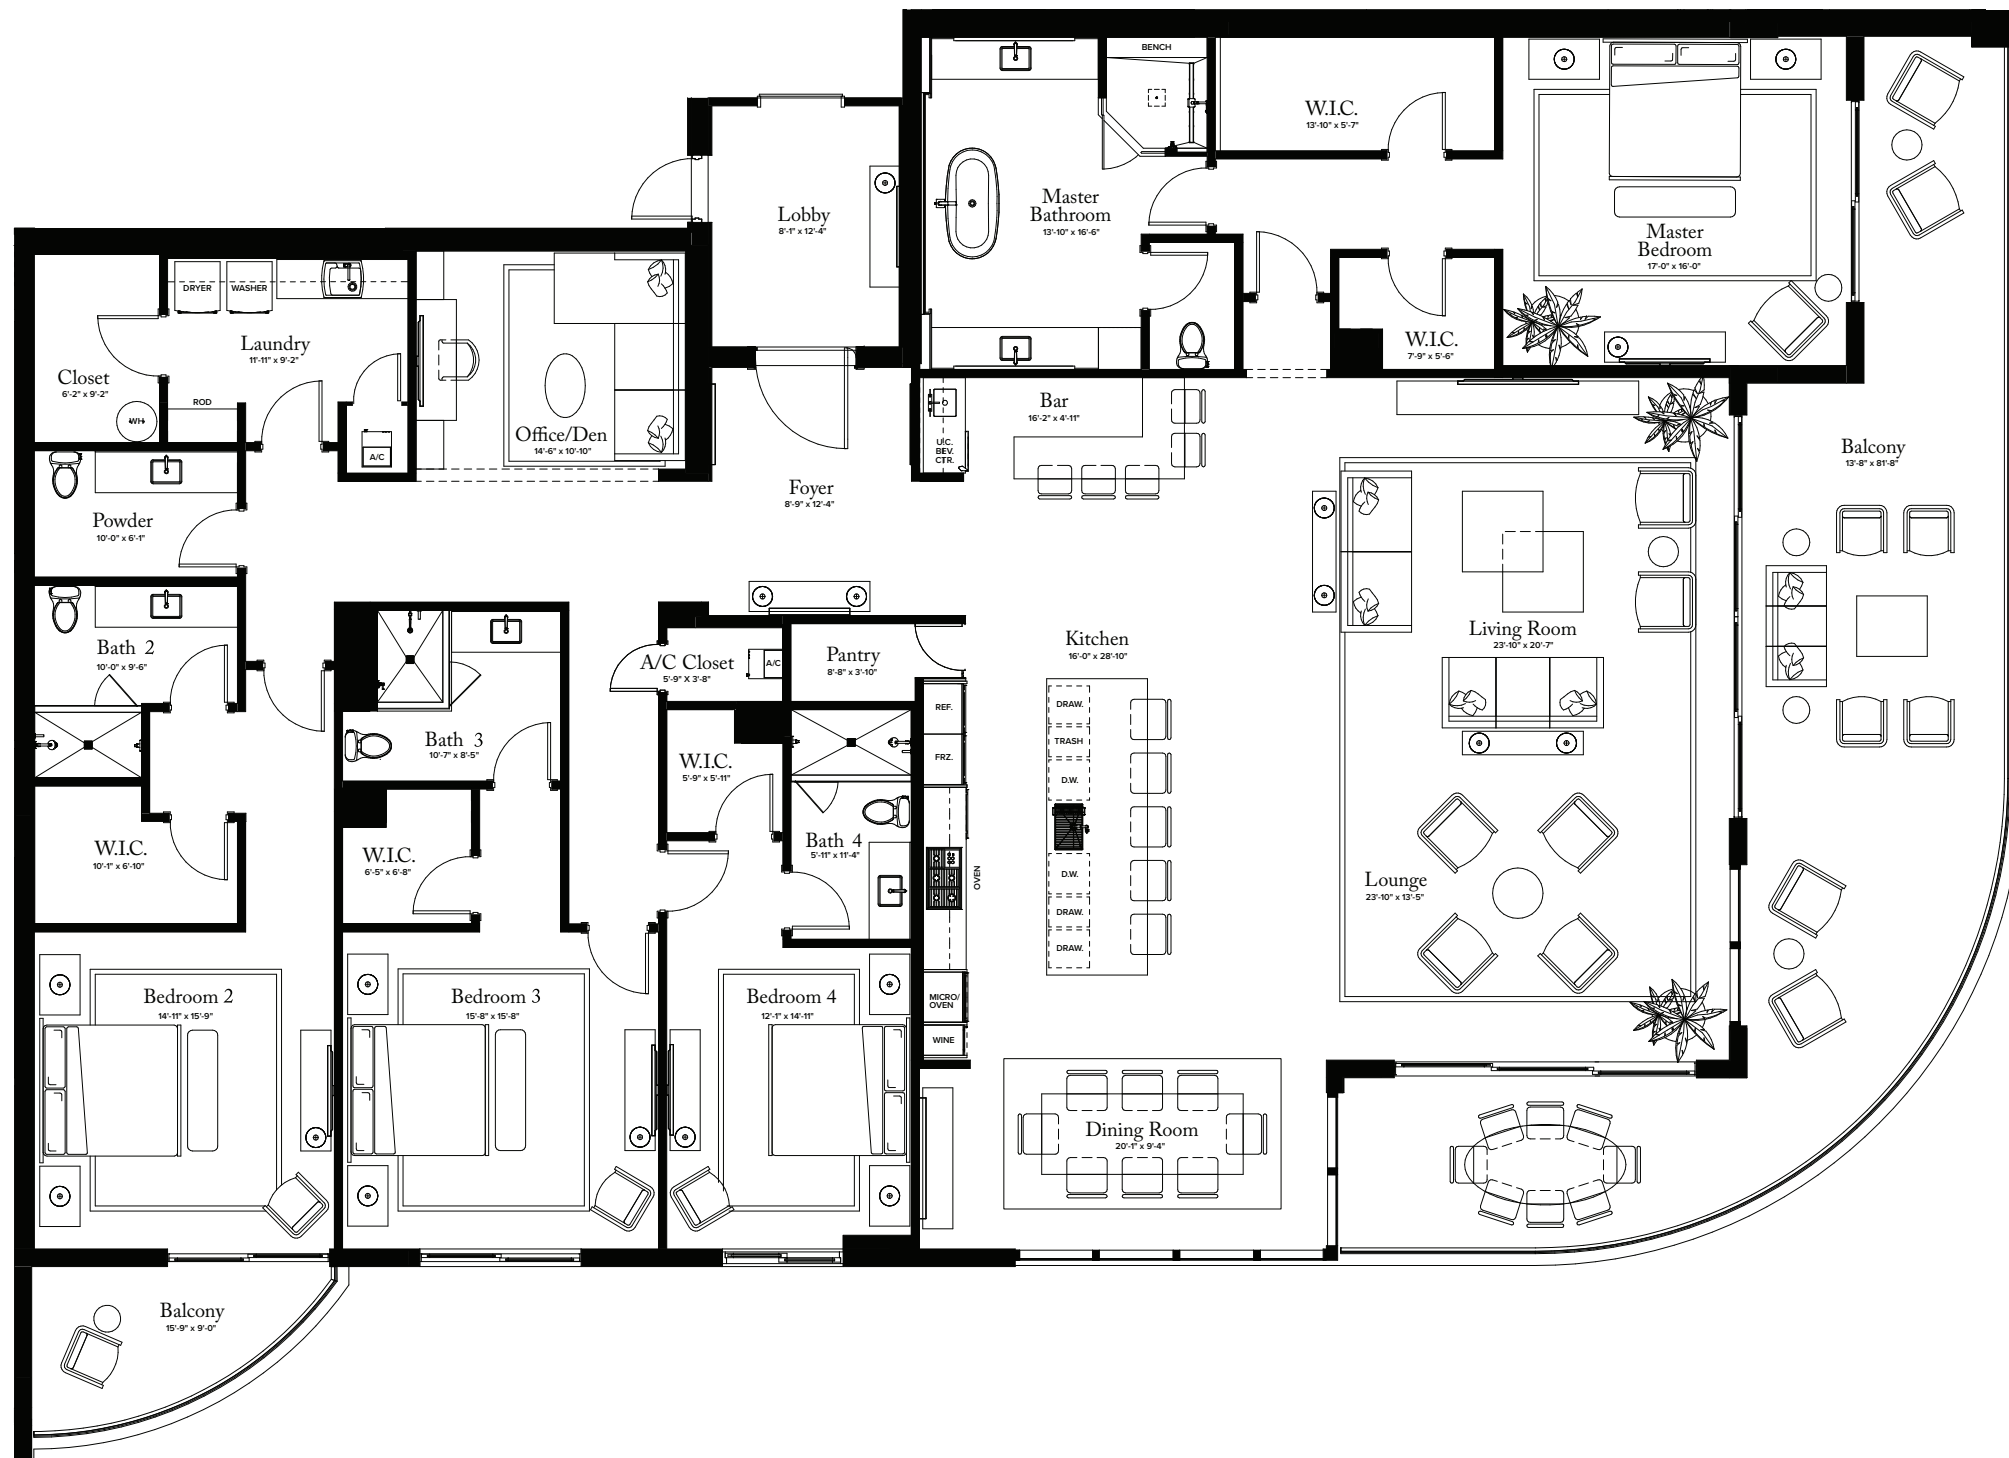 BENCH
W.I.C.
13'-10" x 5'-7"
Master
Bathroom
13'-10" x 16'-6"
Lobby
8'-1" x 12'-4"
Master
Bedroom
17'-0" x 16'-0"
DRYER
WASHER
Laundry
11'-11" x 9'-2"
W.I.C.
7'-9" x 5'-6"
Closet
6'-2" x 9'-2"
ROD
WH
A/C
Office/Den
14'-6" x 10'-10"
U.C.
BEV.
CTR.
Bar
16'-2" x 4'-11"
Balcony
13'-8" x 81'-8"
Foyer
8'-9" x 12'-4"
Powder
10'-0" x 6'-1"
Bath 2
10'-0" x 9'-6"
Kitchen
16'-0" x 28'-10"
Living Room
23'-10" x 20'-7"
A/C Closet
5'-9" X 3'-8"
A/C
Pantry
8'-8" x 3'-10"
REF.
FRZ.
DRAW.
TRASH
D.W.
Bath 3
10'-7" x 8'-5"
W.I.C.
5'-9" x 5'-11"
Bath 4
5'-11" x 11'-4"
W.I.C.
10'-1" x 6'-10"
W.I.C.
6'-5" x 6'-8"
OVEN
D.W.
DRAW.
DRAW.
Lounge
23'-10" x 13'-5"
Bedroom 2
14'-11" x 15'-9"
Bedroom 3
15'-8" x 15'-8"
Bedroom 4
12'-1" x 14'-11"
MICRO/
OVEN
WINE
Dining Room
20'-1" x 9'-4"
Balcony
15'-9" x 9'-0"